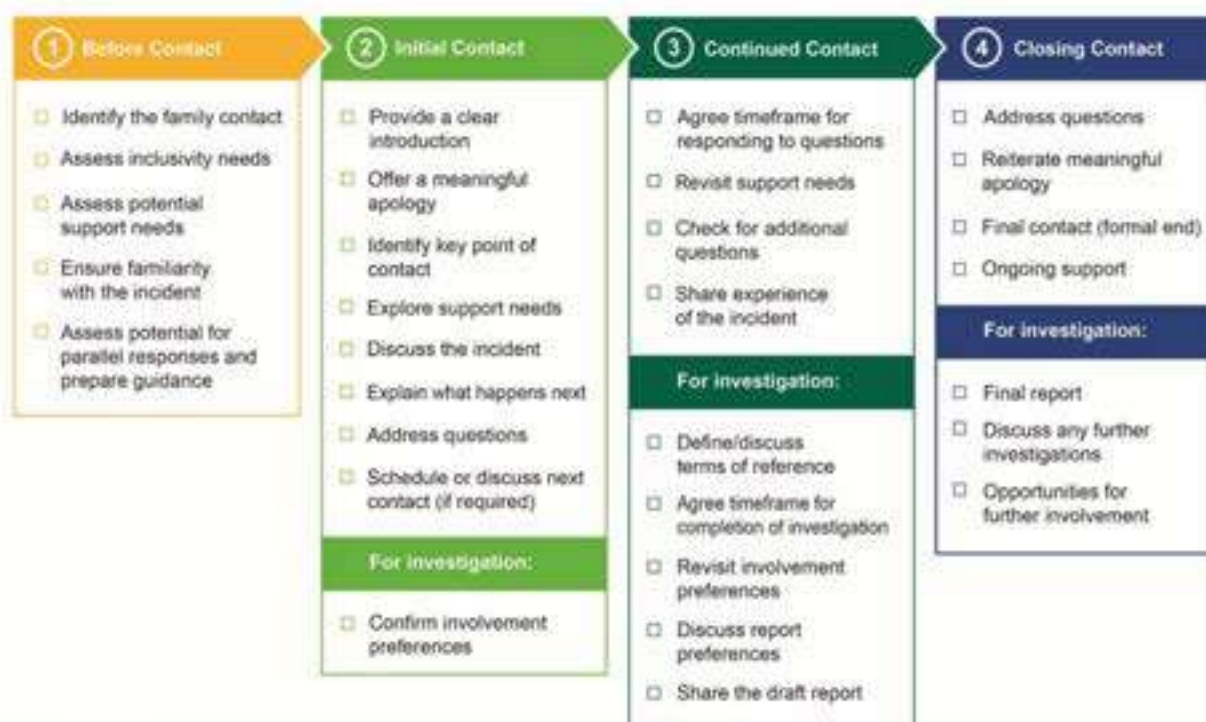 1 Before Contact
Identify the family contact
Assess inclusivity needs
Assess potential
support needs
Ensure familiarity
with the incident
Assess potential for
parallel responses and
prepare guidance
2 Initial Contact
Provide a clear
introduction
Offer a meaningful
apology
Identify key point of
contact
Explore support needs
Discuss the incident
Explain what happens next
Address questions
Schedule or discuss next
contact (if required)
For investigation:
Confirm involvement
preferences
3 Continued Contact
Agree timeframe for
responding to questions
Revisit support needs
Check for additional
questions
Share experience
of the incident
For investigation:
Define/discuss
terms of reference
Agree timeframe for
completion of investigation
Revisit involvement
preferences
Discuss report
preferences
Share the draft report
4 Closing Contact
Address questions
Reiterate meaningful
apology
Final contact (formal end)
Ongoing support
For investigation:
Final report
Discuss any further
investigations
Opportunities for
further involvement